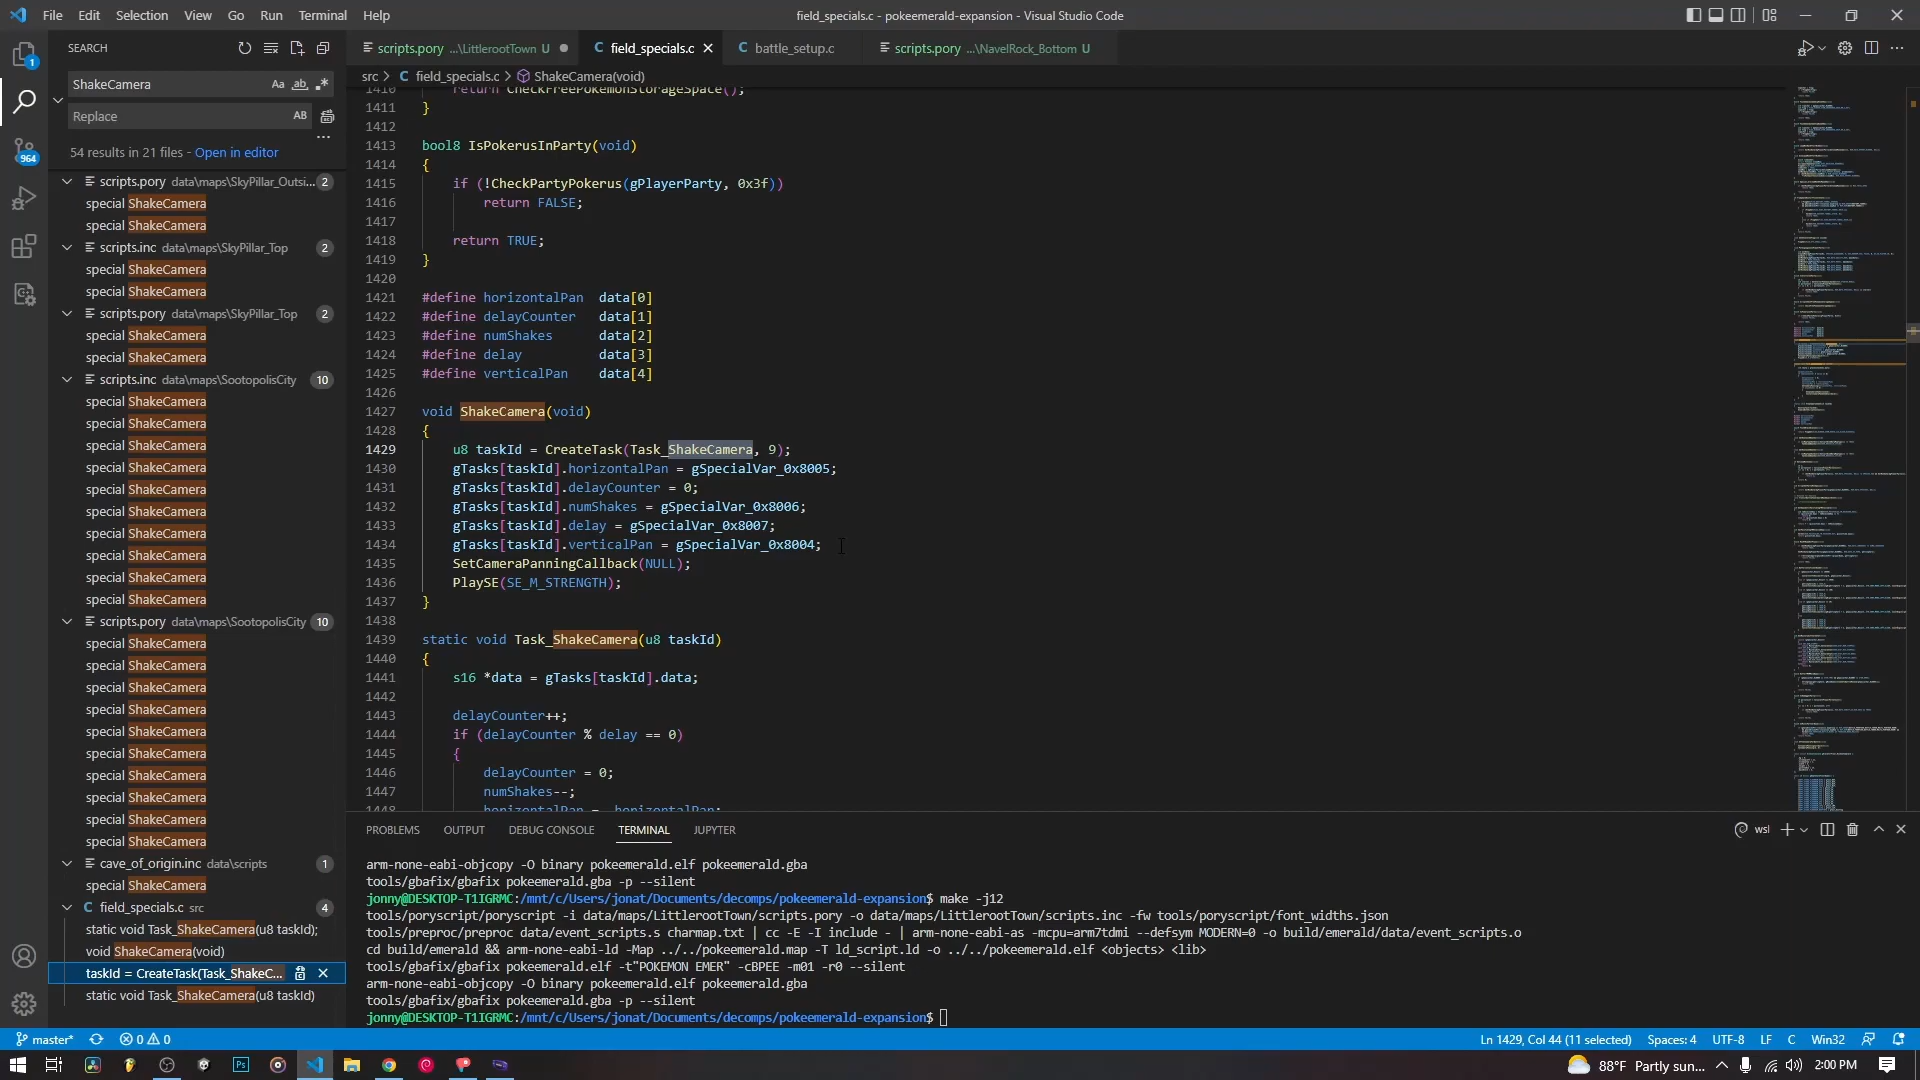 File Edit Selection View Go Run Terminal Help
field_specials.c - pokeemerald-expansion - Visual Studio Code
SEARCH
scripts.pory ...\LittlerootTown U
field_specials.c
battle_setup.c
scripts.pory ...\NavelRock_Bottom U
src > C field_specials.c > ShakeCamera(void)
ShakeCamera
Aa ab
Replace
AB
54 results in 21 files - Open in editor
scripts.pory data\maps\SkyPillar_Outsi... 2
special ShakeCamera
special ShakeCamera
scripts.inc data\maps\SkyPillar_Top 2
special ShakeCamera
special ShakeCamera
scripts.pory data\maps\SkyPillar_Top 2
special ShakeCamera
special ShakeCamera
scripts.inc data\maps\SootopolisCity 10
special ShakeCamera
special ShakeCamera
special ShakeCamera
special ShakeCamera
special ShakeCamera
special ShakeCamera
special ShakeCamera
special ShakeCamera
special ShakeCamera
special ShakeCamera
scripts.pory data\maps\SootopolisCity 10
special ShakeCamera
special ShakeCamera
special ShakeCamera
special ShakeCamera
special ShakeCamera
special ShakeCamera
special ShakeCamera
special ShakeCamera
special ShakeCamera
special ShakeCamera
cave_of_origin.inc data\scripts 1
special ShakeCamera
C field_specials.c src 4
static void Task_ShakeCamera(u8 taskId);
void ShakeCamera(void)
taskId = CreateTask(Task_ShakeC...
static void Task_ShakeCamera(u8 taskId)
1
964
1410 return CheckFreePokemonStorageSpace();
1411 }
1412
1413 bool8 IsPokerusInParty(void)
1414 {
1415 if (!CheckPartyPokerus(gPlayerParty, 0x3f))
1416 return FALSE;
1417
1418 return TRUE;
1419 }
1420
1421 #define horizontalPan data[0]
1422 #define delayCounter data[1]
1423 #define numShakes data[2]
1424 #define delay data[3]
1425 #define verticalPan data[4]
1426
1427 void ShakeCamera(void)
1428 {
1429 u8 taskId = CreateTask(Task_ShakeCamera, 9);
1430 gTasks[taskId].horizontalPan = gSpecialVar_0x8005;
1431 gTasks[taskId].delayCounter = 0;
1432 gTasks[taskId].numShakes = gSpecialVar_0x8006;
1433 gTasks[taskId].delay = gSpecialVar_0x8007;
1434 gTasks[taskId].verticalPan = gSpecialVar_0x8004;
1435 SetCameraPanningCallback(NULL);
1436 PlaySE(SE_M_STRENGTH);
1437 }
1438
1439 static void Task_ShakeCamera(u8 taskId)
1440 {
1441 s16 *data = gTasks[taskId].data;
1442
1443 delayCounter++;
1444 if (delayCounter % delay == 0)
1445 {
1446 delayCounter = 0;
1447 numShakes--;
1448 horizontalPan = -horizontalPan;
PROBLEMS OUTPUT DEBUG CONSOLE TERMINAL JUPYTER
wsl
arm-none-eabi-objcopy -O binary pokeemerald.elf pokeemerald.gba
tools/gbafix/gbafix pokeemerald.gba -p --silent
jonny@DESKTOP-T1IGRMC:/mnt/c/Users/jonat/Documents/decomps/pokeemerald-expansion$ make -j12
tools/poryscript/poryscript -i data/maps/LittlerootTown/scripts.pory -o data/maps/LittlerootTown/scripts.inc -fw tools/poryscript/font_widths.json
tools/preproc/preproc data/event_scripts.s charmap.txt | cc -E -I include - | arm-none-eabi-as -mcpu=arm7tdmi --defsym MODERN=0 -o build/emerald/data/event_scripts.o
cd build/emerald && arm-none-eabi-ld -Map ../../pokeemerald.map -T ld_script.ld -o ../../pokeemerald.elf <objects> <lib>
tools/gbafix/gbafix pokeemerald.elf -t"POKEMON EMER" -cBPEE -m01 -r0 --silent
arm-none-eabi-objcopy -O binary pokeemerald.elf pokeemerald.gba
tools/gbafix/gbafix pokeemerald.gba -p --silent
jonny@DESKTOP-T1IGRMC:/mnt/c/Users/jonat/Documents/decomps/pokeemerald-expansion$
master* 0 0
Ln 1429, Col 44 (11 selected) Spaces: 4 UTF-8 LF C Win32
88°F Partly sun... 2:00 PM